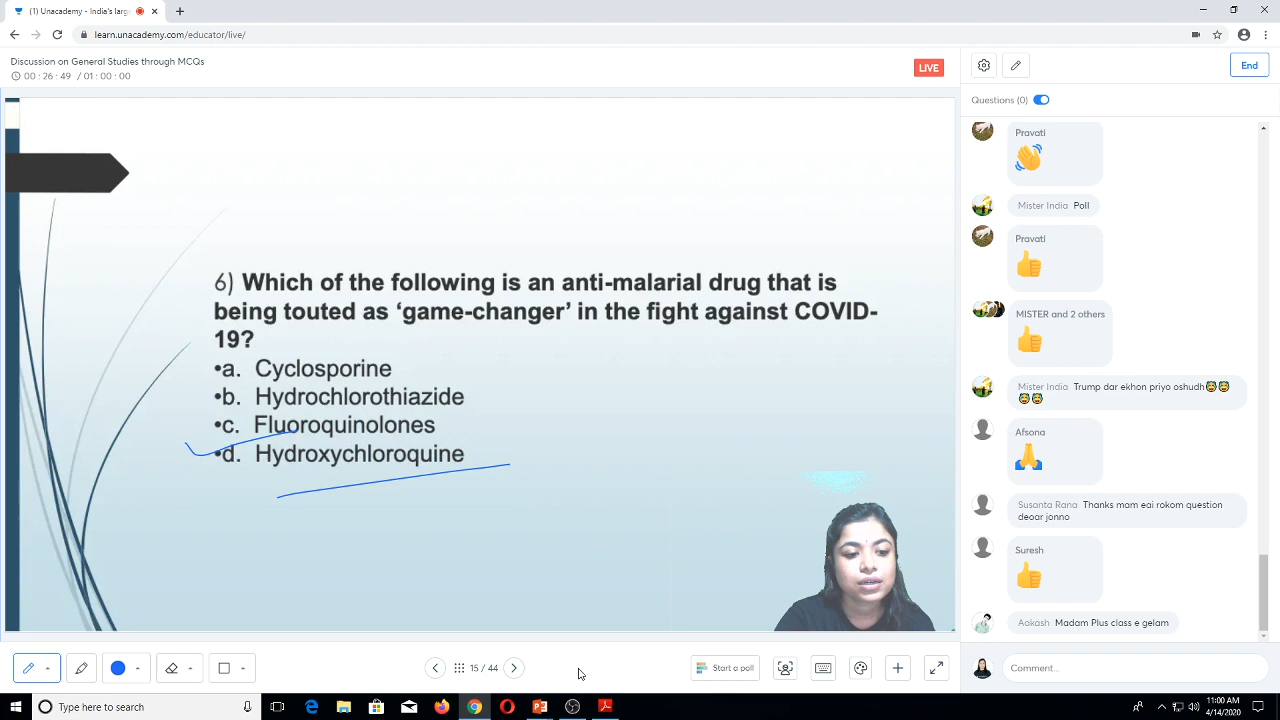 (1) Unacademy - India's larg
learn.unacademy.com/educator/live/
Discussion on General Studies through MCQs
00 : 26 : 49 / 01 : 00 : 00
LIVE
End
Questions (0)
6) Which of the following is an anti-malarial drug that is
being touted as ‘game-changer’ in the fight against COVID-
19?
•a. Cyclosporine
•b. Hydrochlorothiazide
•c. Fluoroquinolones
•d. Hydroxychloroquine
Pravati
Mister India Poll
Pravati
MISTER and 2 others
Mister India Trump dar ekhon priyo oshudh
Afsona
Susanta Rana Thanks mam eai rokom question
deoar jonno
Suresh
Aakash Madam Plus class e gelam
15 / 44
Start a poll
Comment...
Type here to search
11:00 AM
4/14/2020